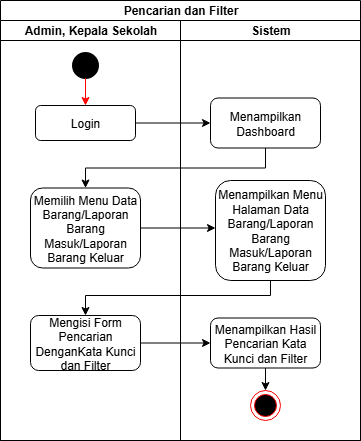 Pencarian dan Filter
Admin, Kepala Sekolah
Sistem
Login
Menampilkan
Dashboard
Memilih Menu Data
Barang/Laporan
Barang
Masuk/Laporan
Barang Keluar
Menampilkan Menu
Halaman Data
Barang/Laporan
Barang
Masuk/Laporan
Barang Keluar
Mengisi Form
Pencarian
DenganKata Kunci
dan Filter
Menampilkan Hasil
Pencarian Kata
Kunci dan Filter